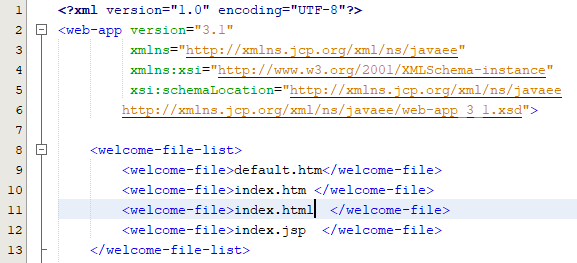 1 <?xml version="1.0" encoding="UTF-8"?>
2 <web-app version="3.1"
3 xmlns="http://xmlns.jcp.org/xml/ns/javaee"
4 xmlns:xsi="http://www.w3.org/2001/XMLSchema-instance"
5 xsi:schemaLocation="http://xmlns.jcp.org/xml/ns/javaee
6 http://xmlns.jcp.org/xml/ns/javaee/web-app_3_1.xsd">
7
8 <welcome-file-list>
9 <welcome-file>default.htm</welcome-file>
10 <welcome-file>index.htm </welcome-file>
11 <welcome-file>index.html  </welcome-file>
12 <welcome-file>index.jsp  </welcome-file>
13 </welcome-file-list>